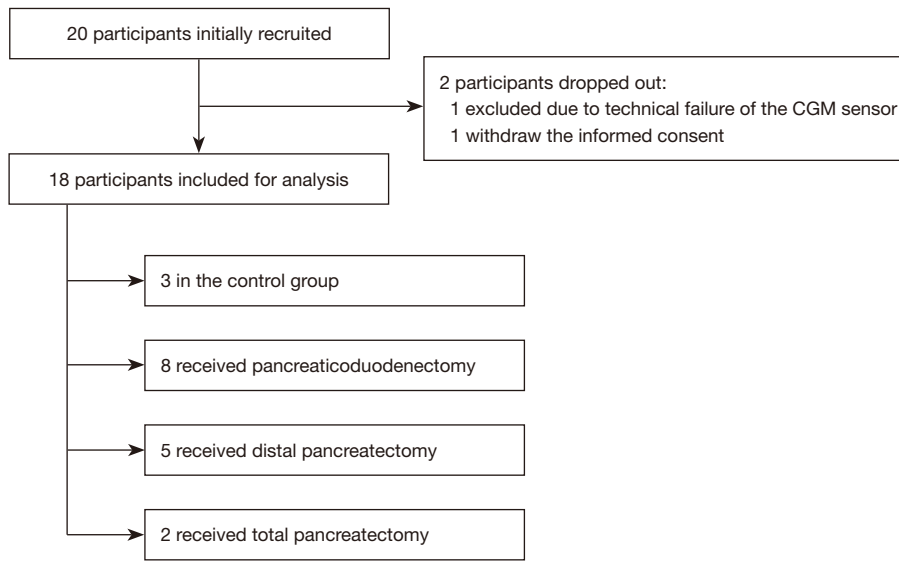 20 participants initially recruited
2 participants dropped out:
1 excluded due to technical failure of the CGM sensor
1 withdraw the informed consent
18 participants included for analysis
3 in the control group
8 received pancreaticoduodenectomy
5 received distal pancreatectomy
2 received total pancreatectomy